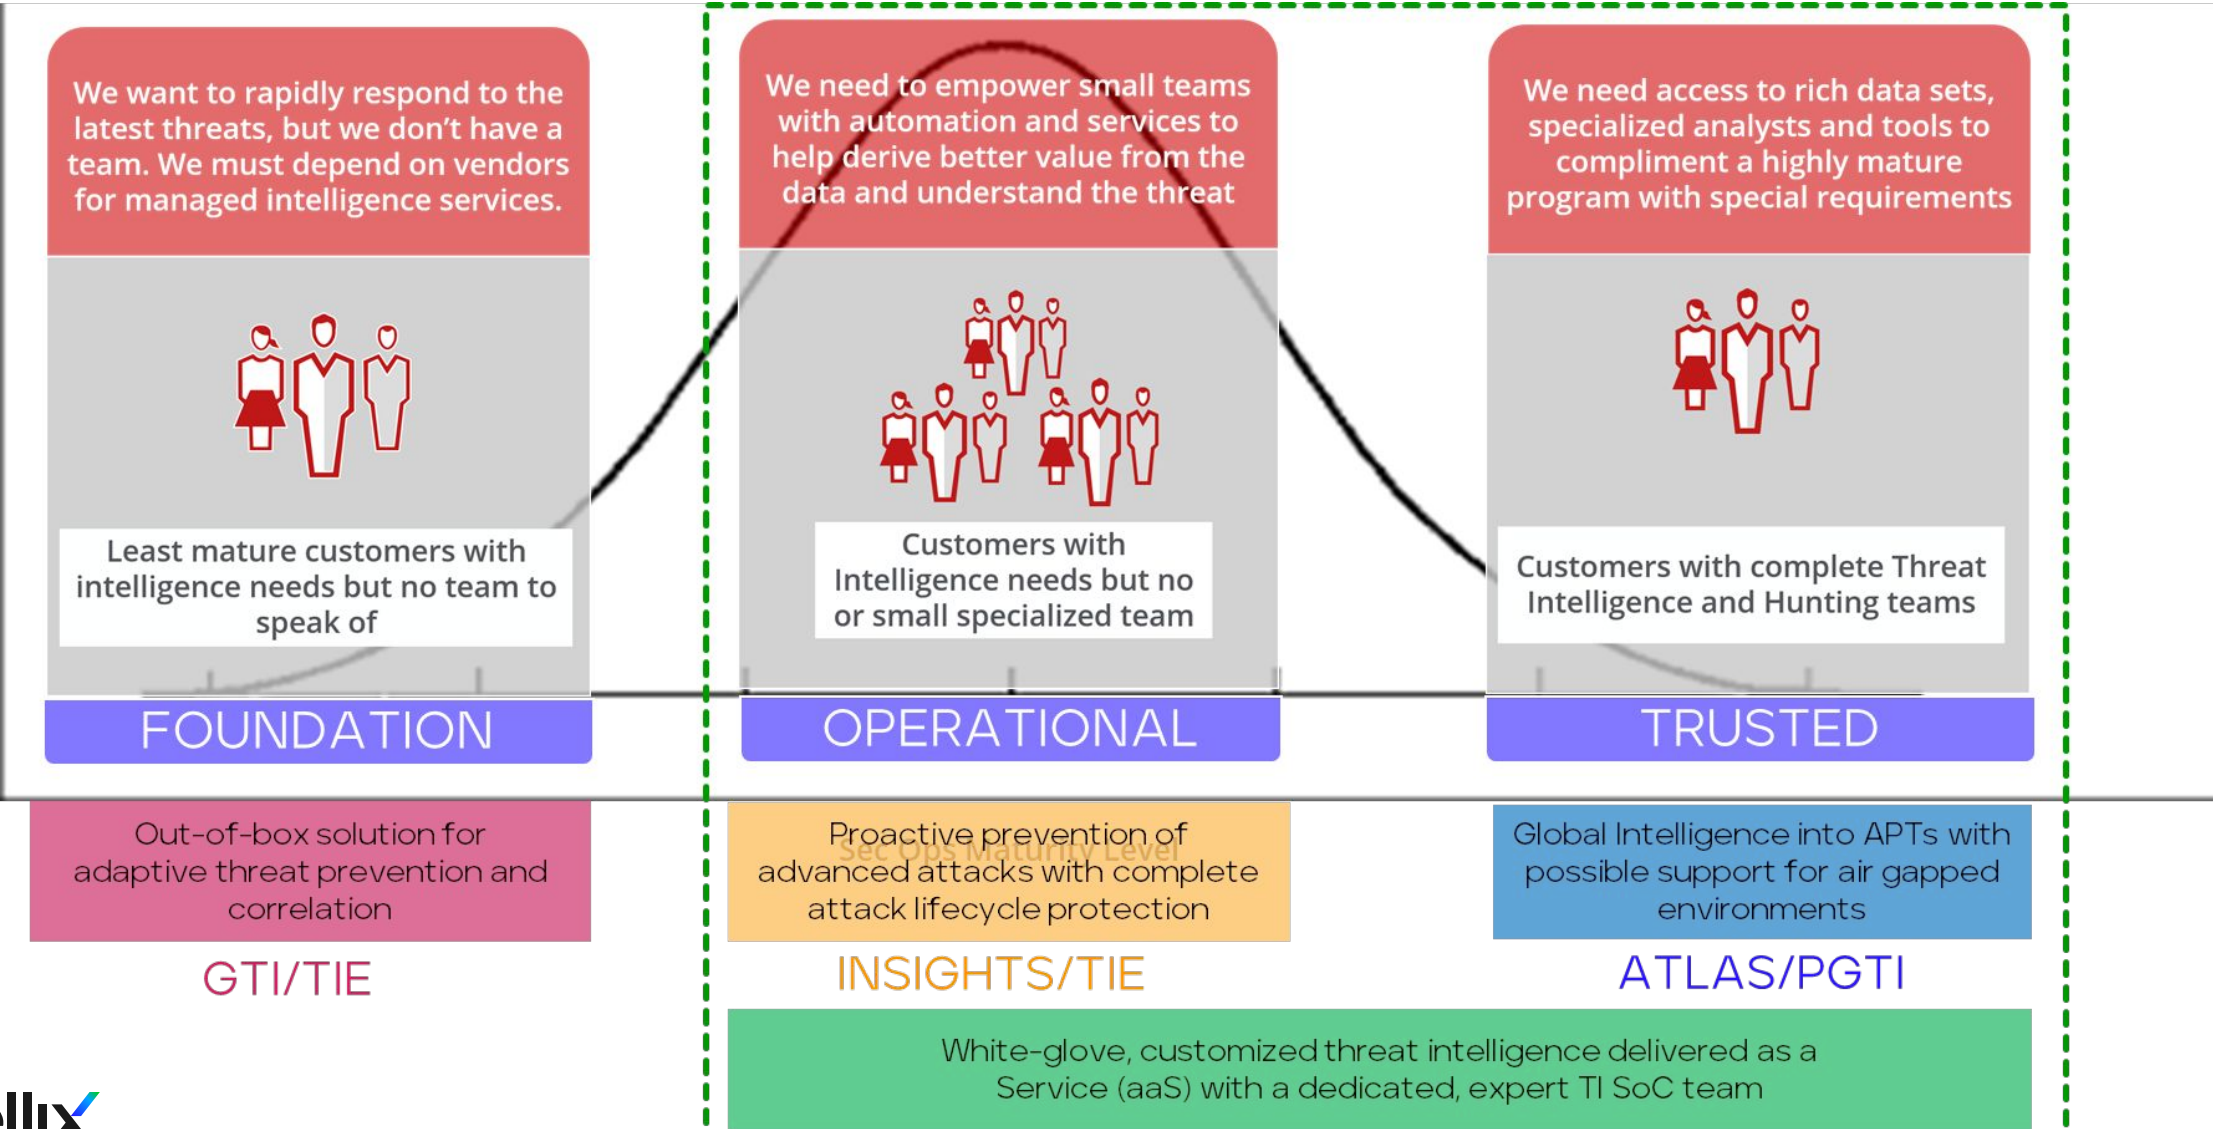 We want to rapidly respond to the
latest threats, but we don't have a
team. We must depend on vendors
for managed intelligence services.
Least mature customers with
intelligence needs but no team to
speak of
FOUNDATION
Out-of-box solution for
adaptive threat prevention and
correlation
GTI/TIE
We need to empower small teams
with automation and services to
help derive better value from the
data and understand the threat
Customers with
Intelligence needs but no
or small specialized team
OPERATIONAL
Sec Ops Maturity Level
Proactive prevention of
advanced attacks with complete
attack lifecycle protection
INSIGHTS/TIE
We need access to rich data sets,
specialized analysts and tools to
compliment a highly mature
program with special requirements
Customers with complete Threat
Intelligence and Hunting teams
TRUSTED
Global Intelligence into APTs with
possible support for air gapped
environments
ATLAS/PGTI
White-glove, customized threat intelligence delivered as a
Service (aaS) with a dedicated, expert TI SoC team